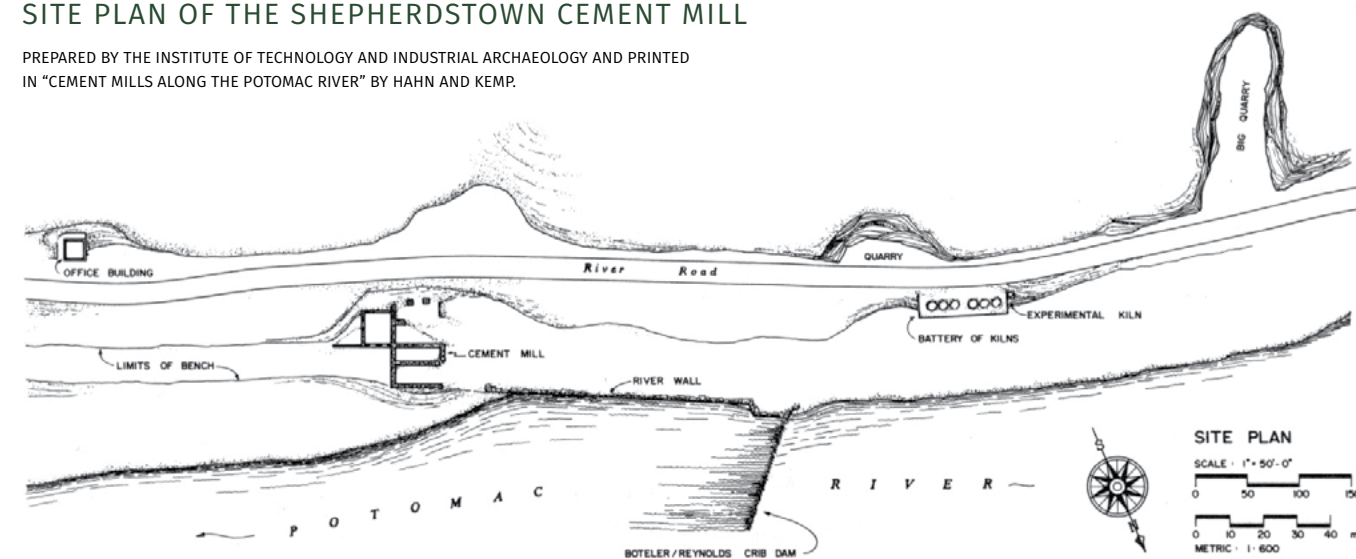 SITE PLAN OF THE SHEPHERDSTOWN CEMENT MILL
PREPARED BY THE INSTITUTE OF TECHNOLOGY AND INDUSTRIAL ARCHAEOLOGY AND PRINTED
IN “CEMENT MILLS ALONG THE POTOMAC RIVER” BY HAHN AND KEMP.
BIG QUARRY
OFFICE BUILDING
River Road
QUARRY
EXPERIMENTAL KILN
BATTERY OF KILNS
CEMENT MILL
LIMITS OF BENCH
RIVER WALL
POTOMAC RIVER
BOTELER/REYNOLDS CRIB DAM
S
N
SITE PLAN
SCALE : 1" = 50'-0"
0 50 100 150
0 10 20 30 40 m
METRIC : 1:600